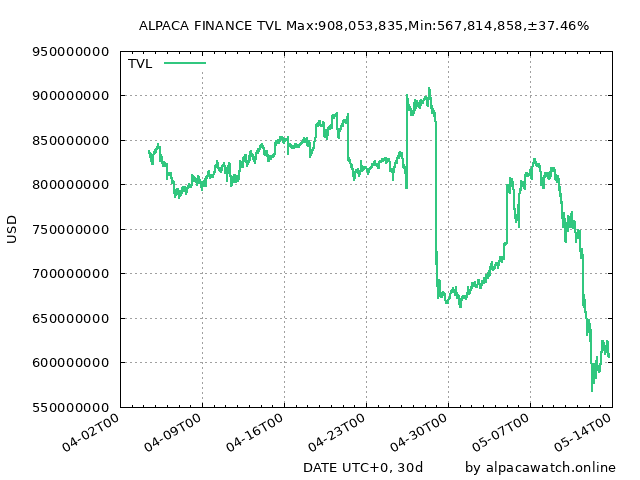 ALPACA FINANCE TVL Max:908,053,835,Min:567,814,858,±37.46%
TVL
950000000
900000000
850000000
800000000
750000000
700000000
650000000
600000000
550000000
USD
04-02T00
04-09T00
04-16T00
04-23T00
04-30T00
05-07T00
05-14T00
DATE UTC+0, 30d
by alpacawatch.online